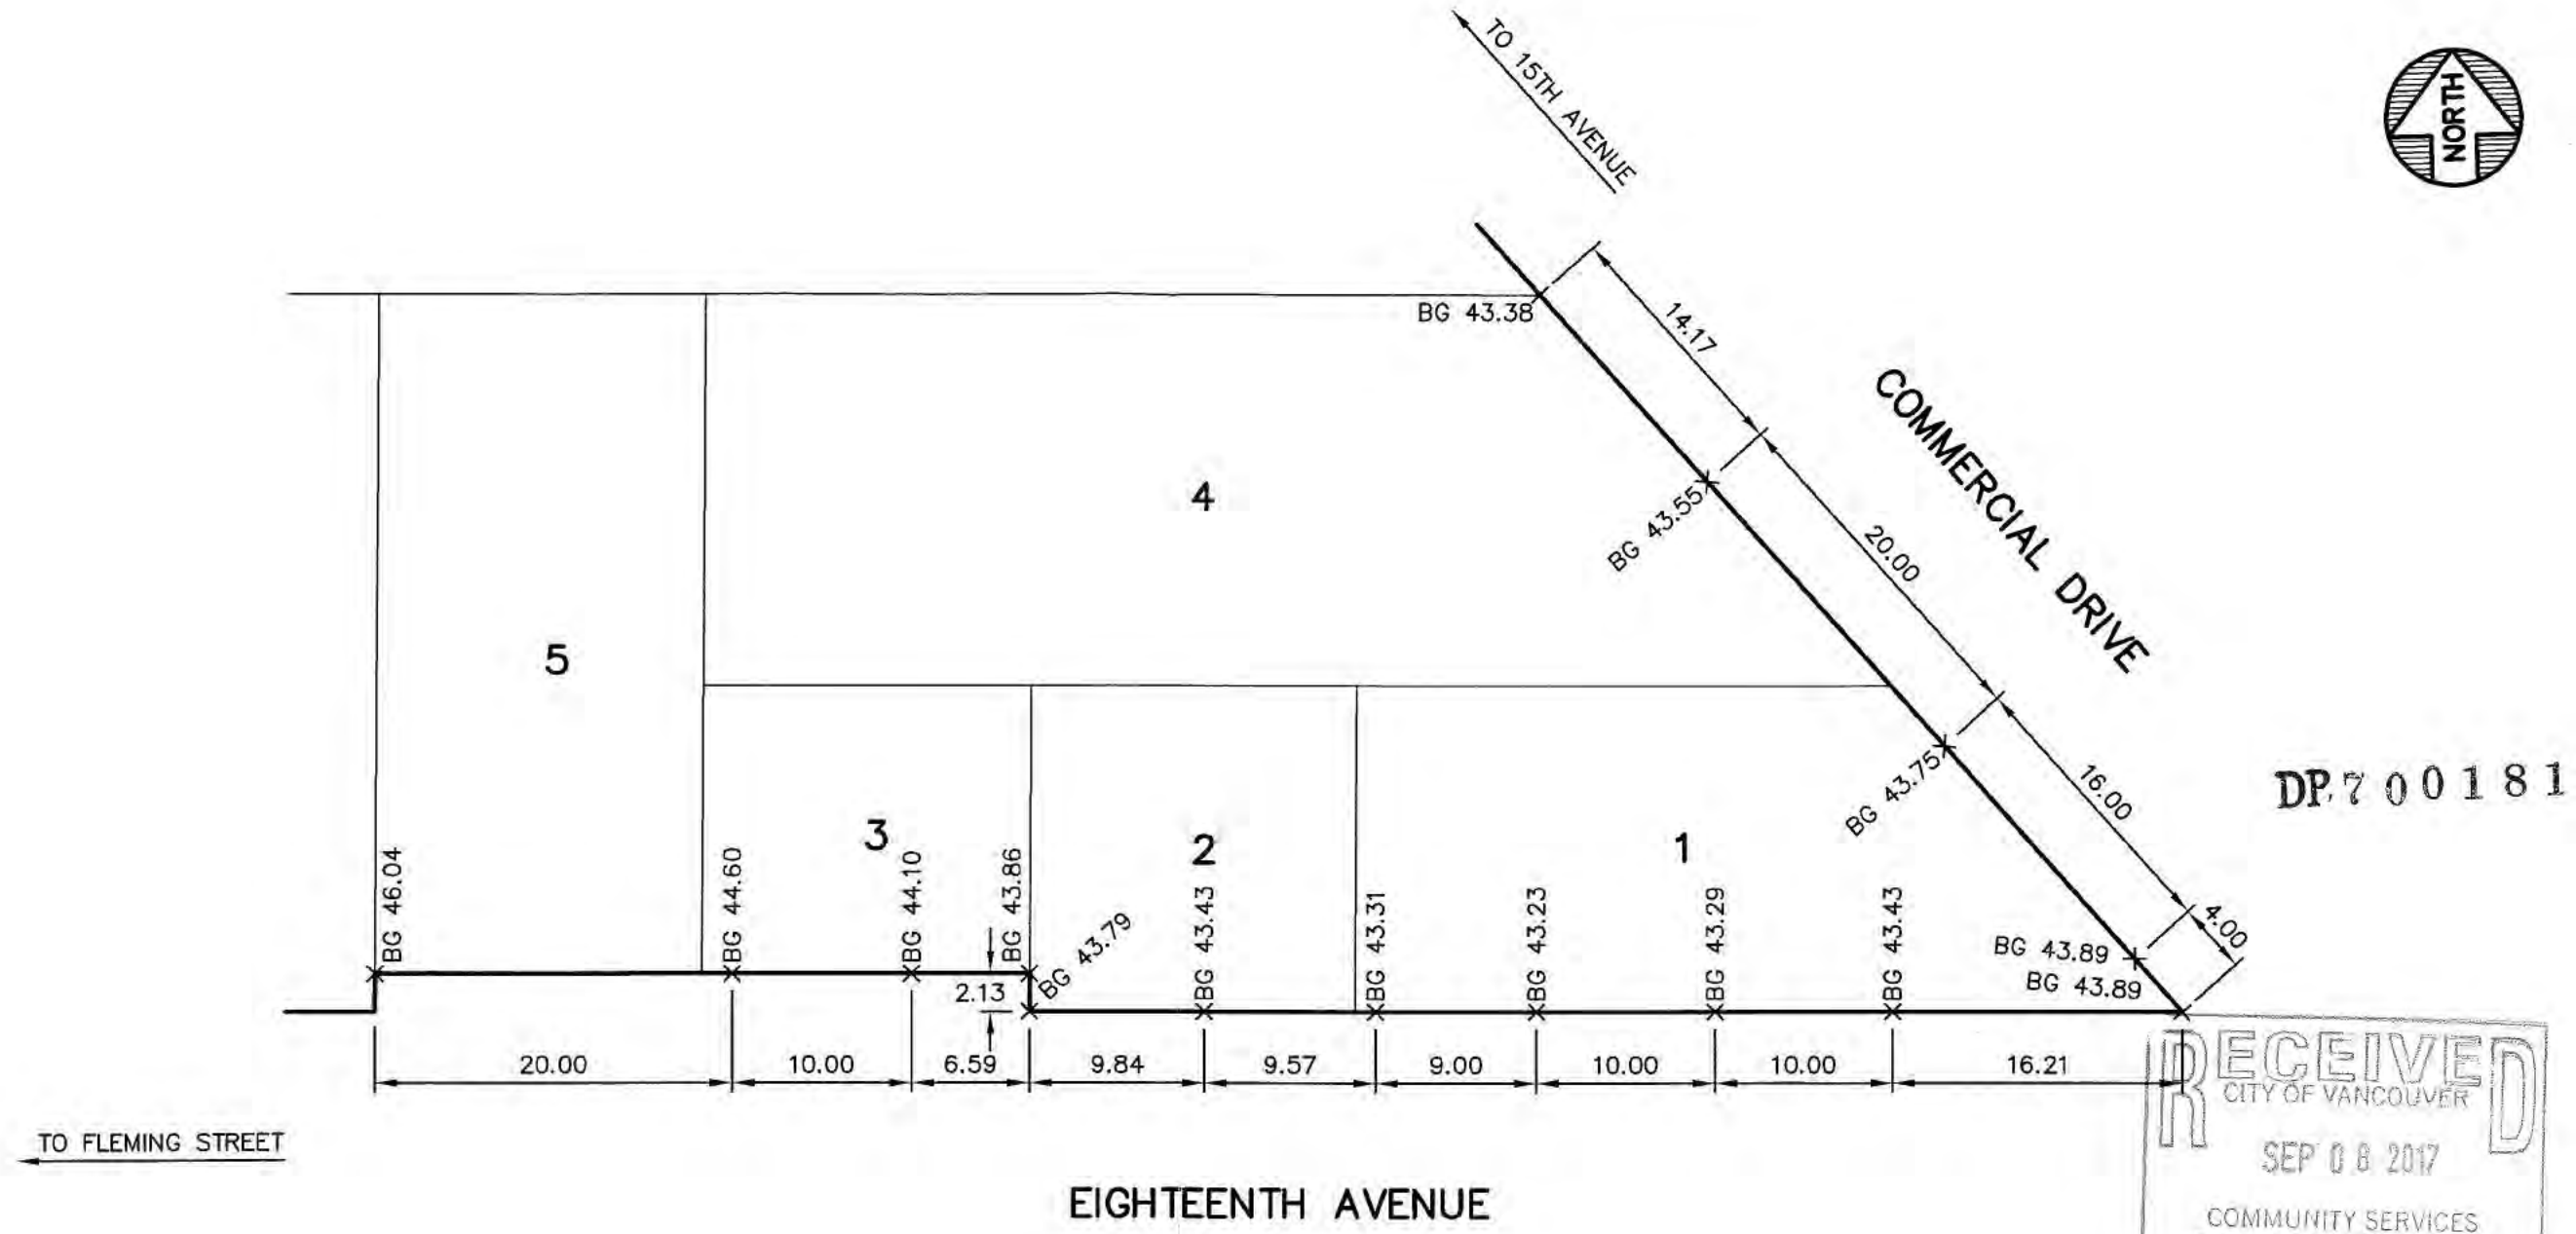 TO 15TH AVENUE
NORTH
BG 43.38
14.17
COMMERCIAL DRIVE
4
BG 43.55
20.00
5
BG 43.75
16.00
DP 700181
3
2
1
BG 46.04
BG 44.60
BG 44.10
BG 43.86
BG 43.79
BG 43.43
BG 43.31
BG 43.23
BG 43.29
BG 43.43
BG 43.89
4.00
BG 43.89
2.13
20.00
10.00
6.59
9.84
9.57
9.00
10.00
10.00
16.21
RECEIVED
CITY OF VANCOUVER
SEP 08 2017
COMMUNITY SERVICES
TO FLEMING STREET
EIGHTEENTH AVENUE